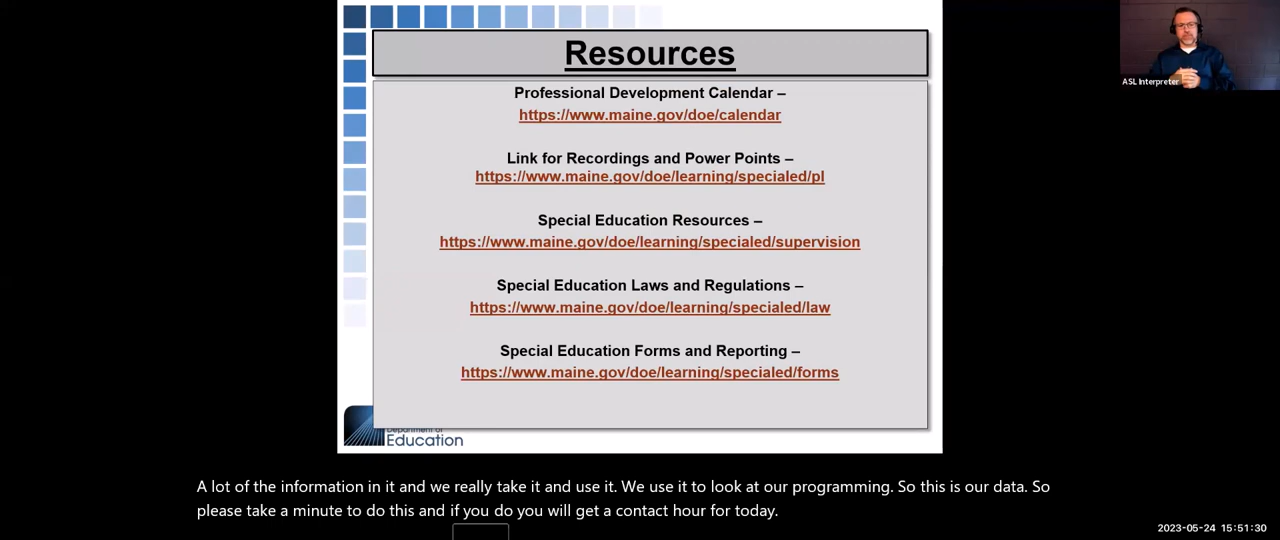 Resources
ASL Interpreter
Professional Development Calendar –
https://www.maine.gov/doe/calendar
Link for Recordings and Power Points –
https://www.maine.gov/doe/learning/specialed/pl
Special Education Resources –
https://www.maine.gov/doe/learning/specialed/supervision
Special Education Laws and Regulations –
https://www.maine.gov/doe/learning/specialed/law
Special Education Forms and Reporting –
https://www.maine.gov/doe/learning/specialed/forms
Department of
Education
A lot of the information in it and we really take it and use it. We use it to look at our programming. So this is our data. So
please take a minute to do this and if you do you will get a contact hour for today.
2023-05-24 15:51:30